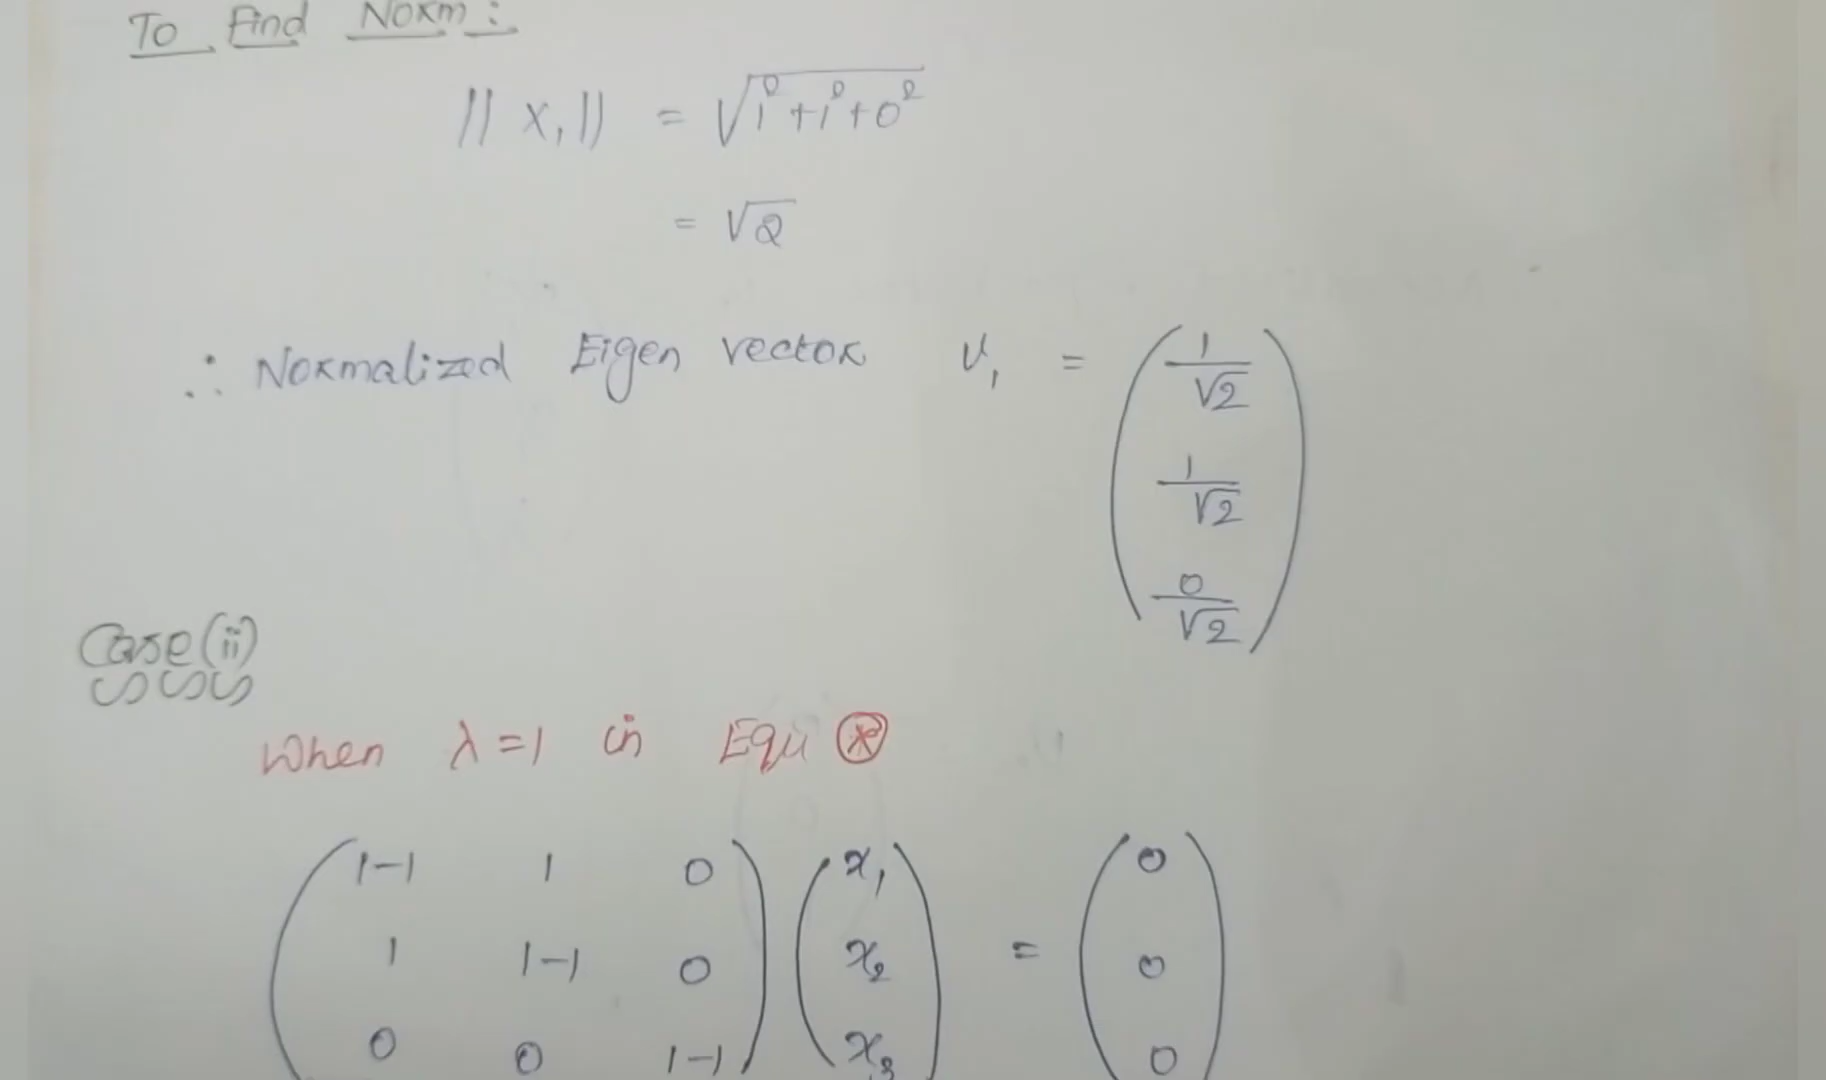 To Find Norm:
|| x₁ || = √1²+1²+0²
= √2
∴ Normalized Eigen vector v₁ = ( 1/√2
1/√2
0/√2 )
Case(ii)
When λ=1 in Equ ⊛
( 1-1 1 0 ) ( x₁ ) = ( 0 )
1 1-1 0 x₂ 0
0 0 1-1 x₃ 0